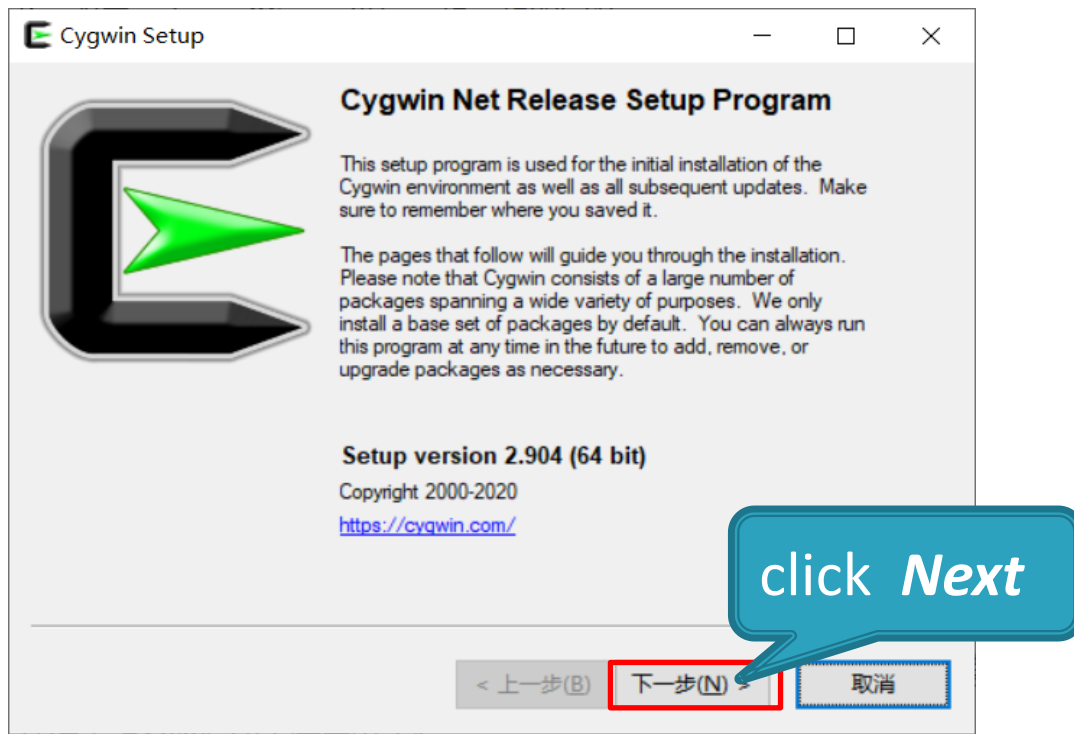 Cygwin Setup
Cygwin Net Release Setup Program
This setup program is used for the initial installation of the
Cygwin environment as well as all subsequent updates.  Make
sure to remember where you saved it.
The pages that follow will guide you through the installation.
Please note that Cygwin consists of a large number of
packages spanning a wide variety of purposes.  We only
install a base set of packages by default.  You can always run
this program at any time in the future to add, remove, or
upgrade packages as necessary.
Setup version 2.904 (64 bit)
Copyright 2000-2020
https://cygwin.com/
click Next
< 上一步(B)
下一步(N) >
取消